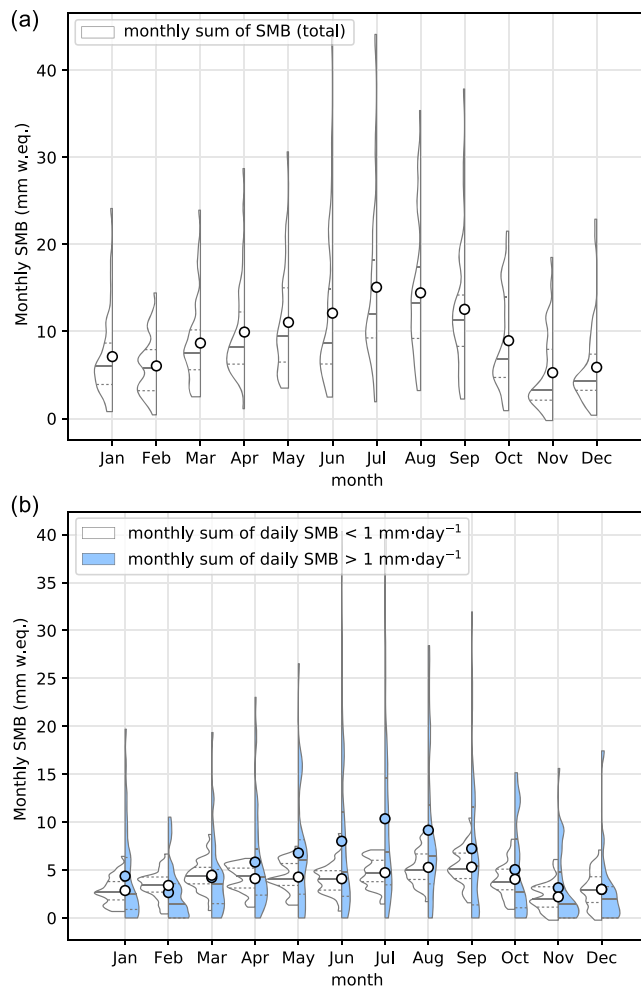 (a)
monthly sum of SMB (total)
Monthly SMB (mm w.eq.)
40
30
20
10
0
Jan Feb Mar Apr May Jun Jul Aug Sep Oct Nov Dec
month
(b)
monthly sum of daily SMB < 1 mm·day⁻¹
monthly sum of daily SMB > 1 mm·day⁻¹
Monthly SMB (mm w.eq.)
40
35
30
25
20
15
10
5
0
Jan Feb Mar Apr May Jun Jul Aug Sep Oct Nov Dec
month